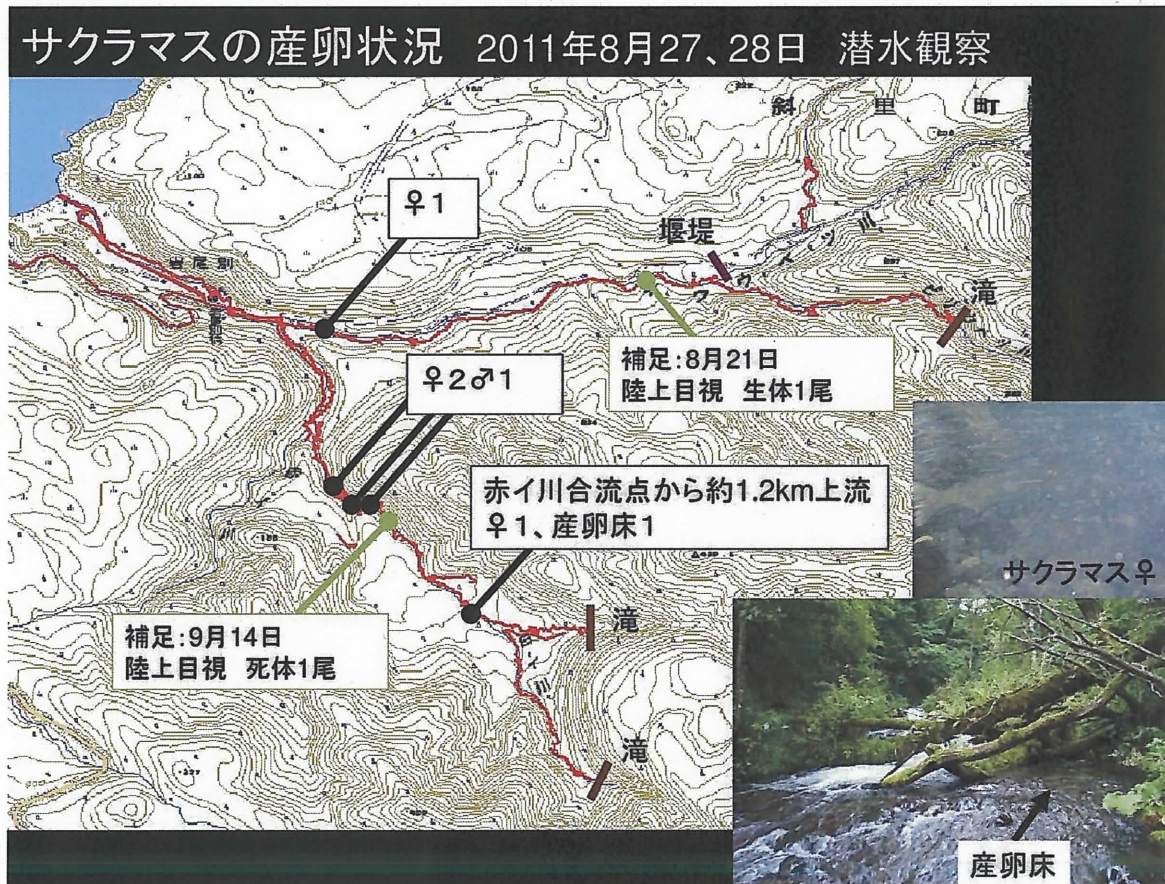 サクラマスの産卵状況 2011年8月27、28日 潜水観察
斜里町
♀1
堰堤
岩尾別
滝
補足:8月21日
陸上目視 生体1尾
♀2♂1
赤イ川合流点から約1.2km上流
♀1、産卵床1
サクラマス♀
補足:9月14日
陸上目視 死体1尾
滝
滝
産卵床